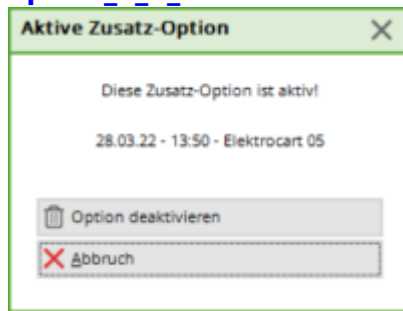 Aktive Zusatz-Option
Diese Zusatz-Option ist aktiv!
28.03.22 - 13:50 - Elektrocart 05
Option deaktivieren
Abbruch